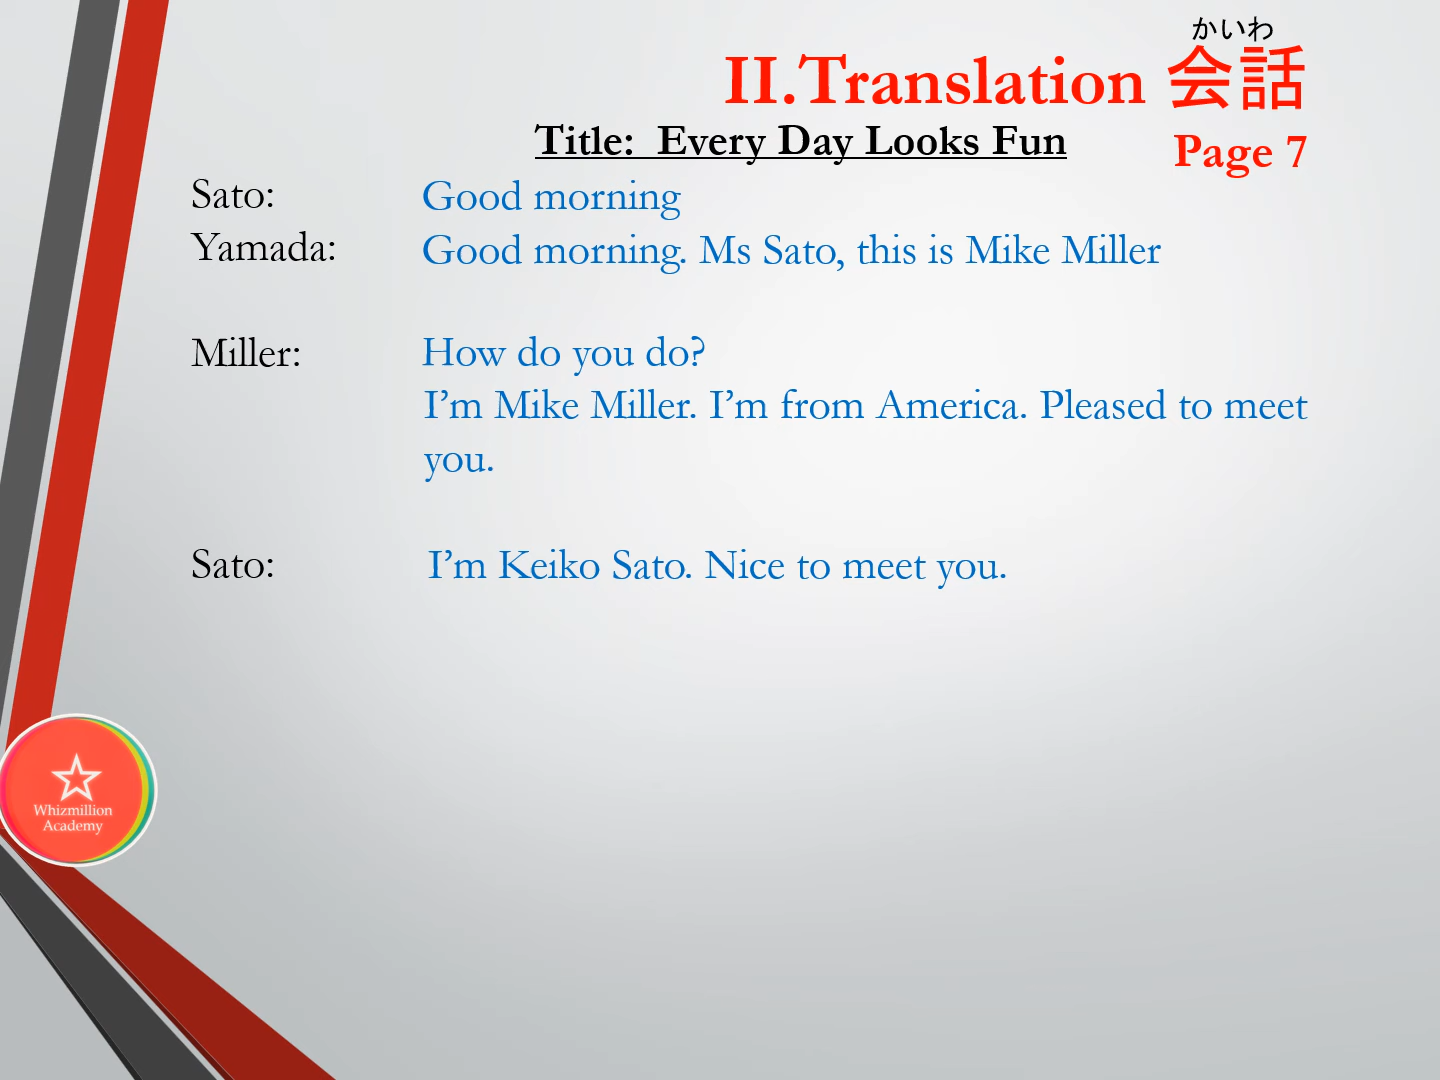 かいわ
II.Translation 会話
Title:  Every Day Looks Fun
Page 7
Sato: Good morning
Yamada: Good morning. Ms Sato, this is Mike Miller
Miller: How do you do?
I’m Mike Miller. I’m from America. Pleased to meet
you.
Sato: I’m Keiko Sato. Nice to meet you.
Whizmillion
Academy